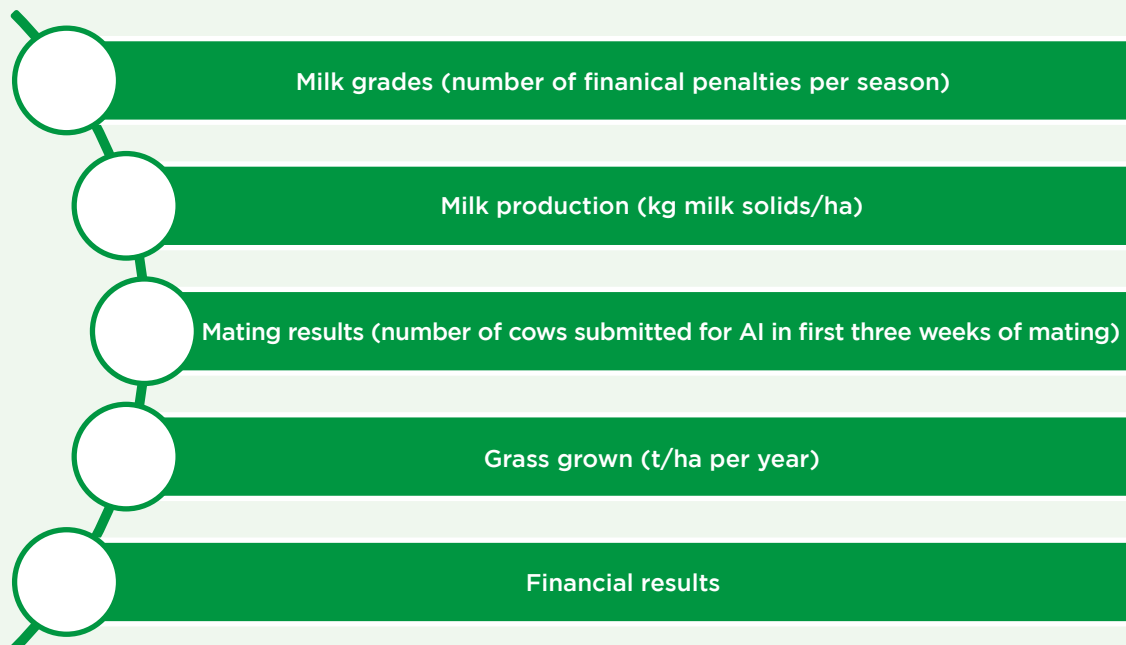 Milk grades (number of finanical penalties per season)
Milk production (kg milk solids/ha)
Mating results (number of cows submitted for AI in first three weeks of mating)
Grass grown (t/ha per year)
Financial results